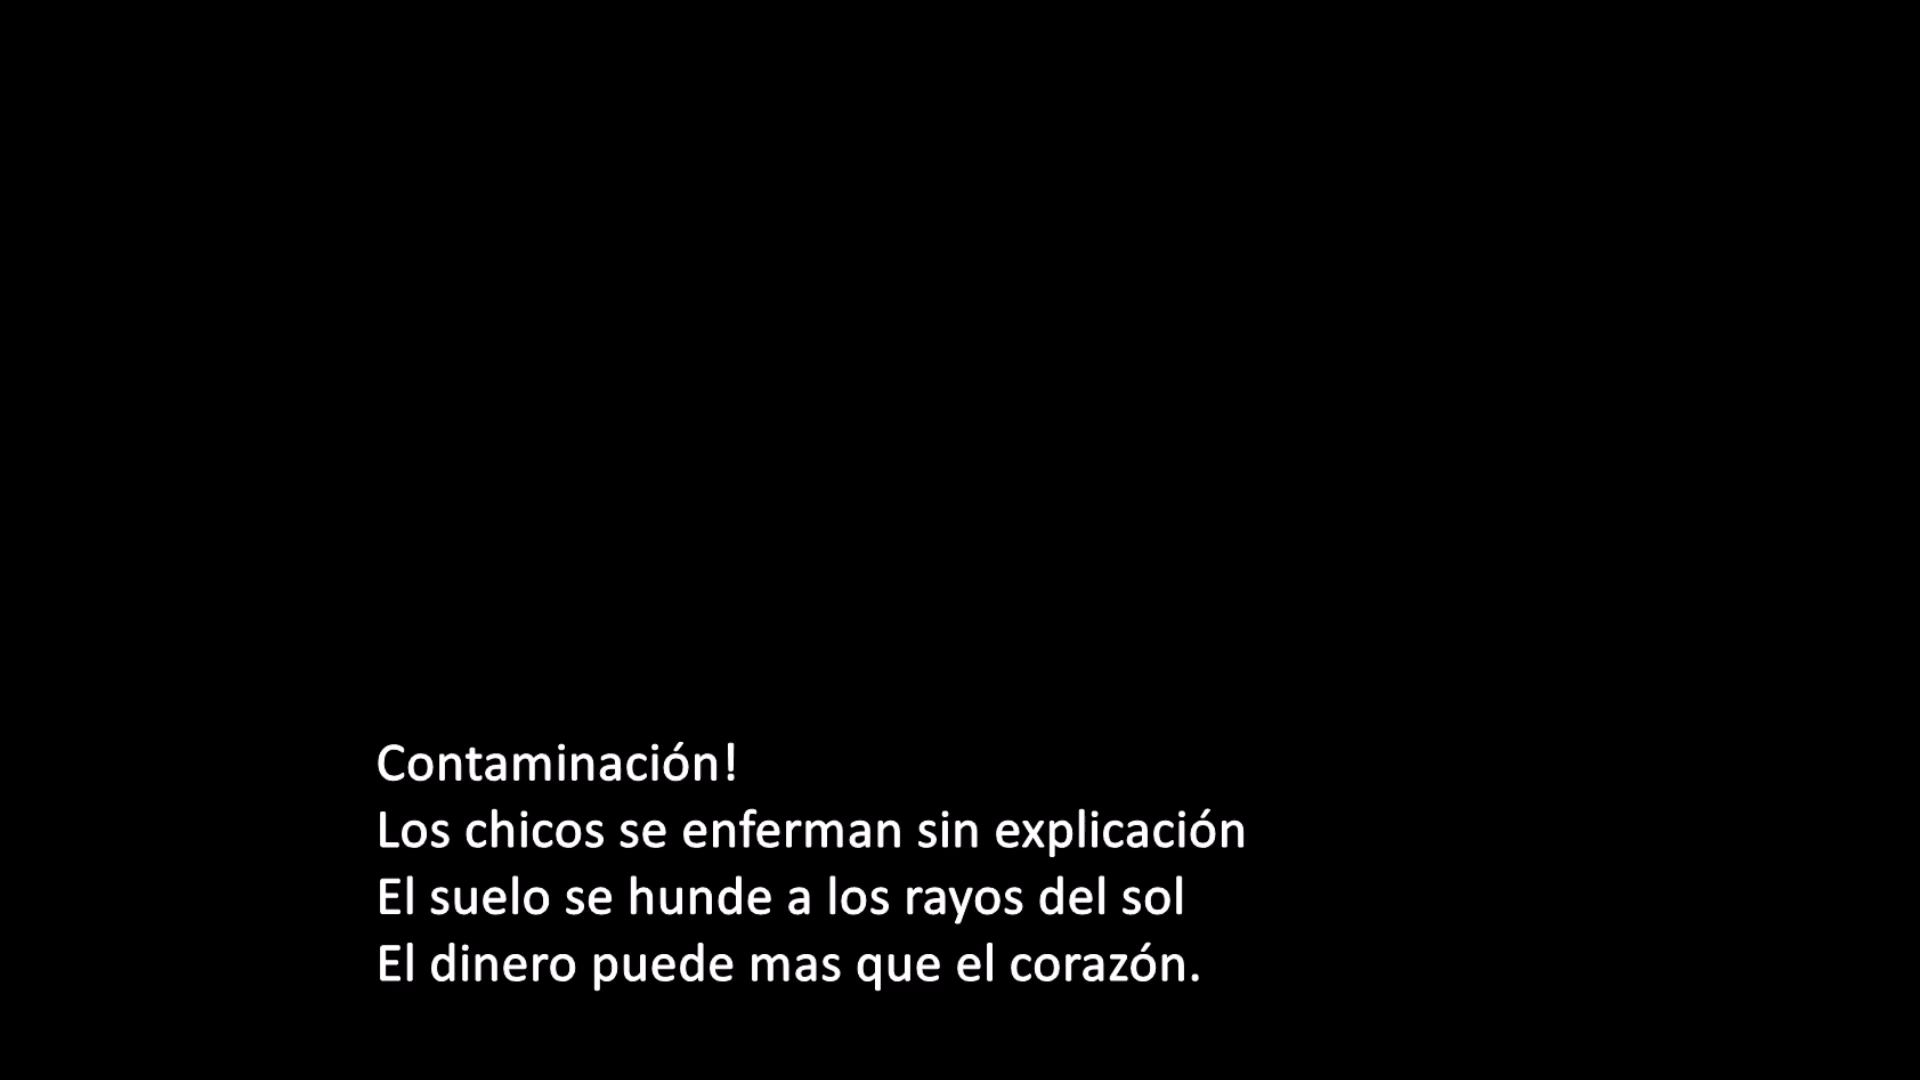 Contaminación!
Los chicos se enferman sin explicación
El suelo se hunde a los rayos del sol
El dinero puede mas que el corazón.